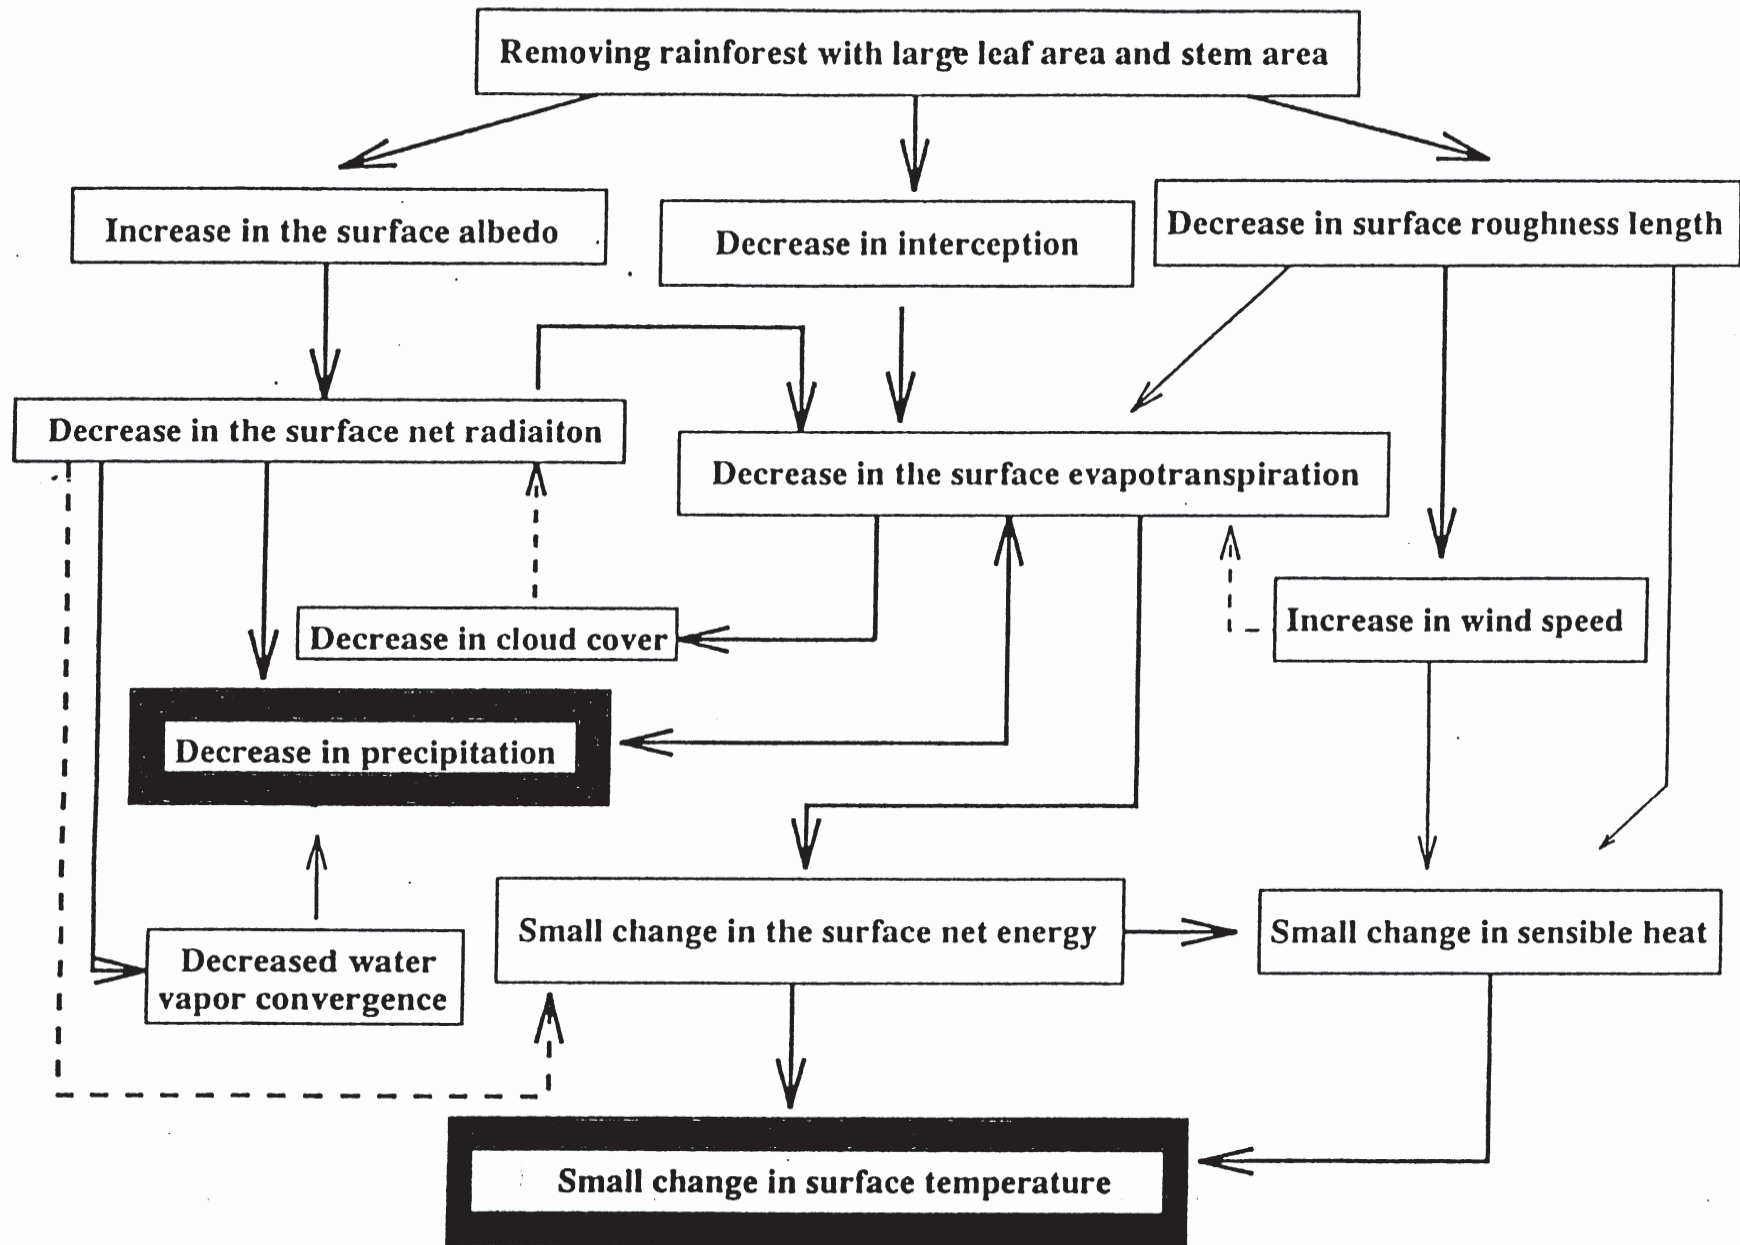 Removing rainforest with large leaf area and stem area
Increase in the surface albedo
Decrease in interception
Decrease in surface roughness length
Decrease in the surface net radiaiton
Decrease in the surface evapotranspiration
Decrease in cloud cover
Increase in wind speed
Decrease in precipitation
Small change in the surface net energy
Small change in sensible heat
Decreased water
vapor convergence
Small change in surface temperature